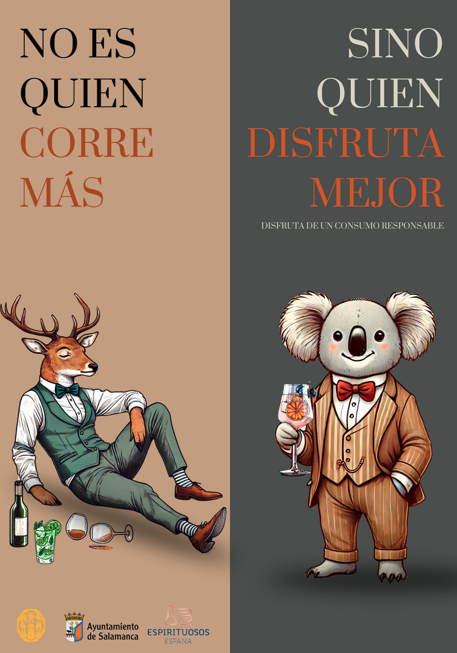 NO ES
QUIEN
CORRE
MÁS
SINO
QUIEN
DISFRUTA
MEJOR
DISFRUTA DE UN CONSUMO RESPONSABLE
Ayuntamiento
de Salamanca
ESPIRITUOSOS
ESPAÑA